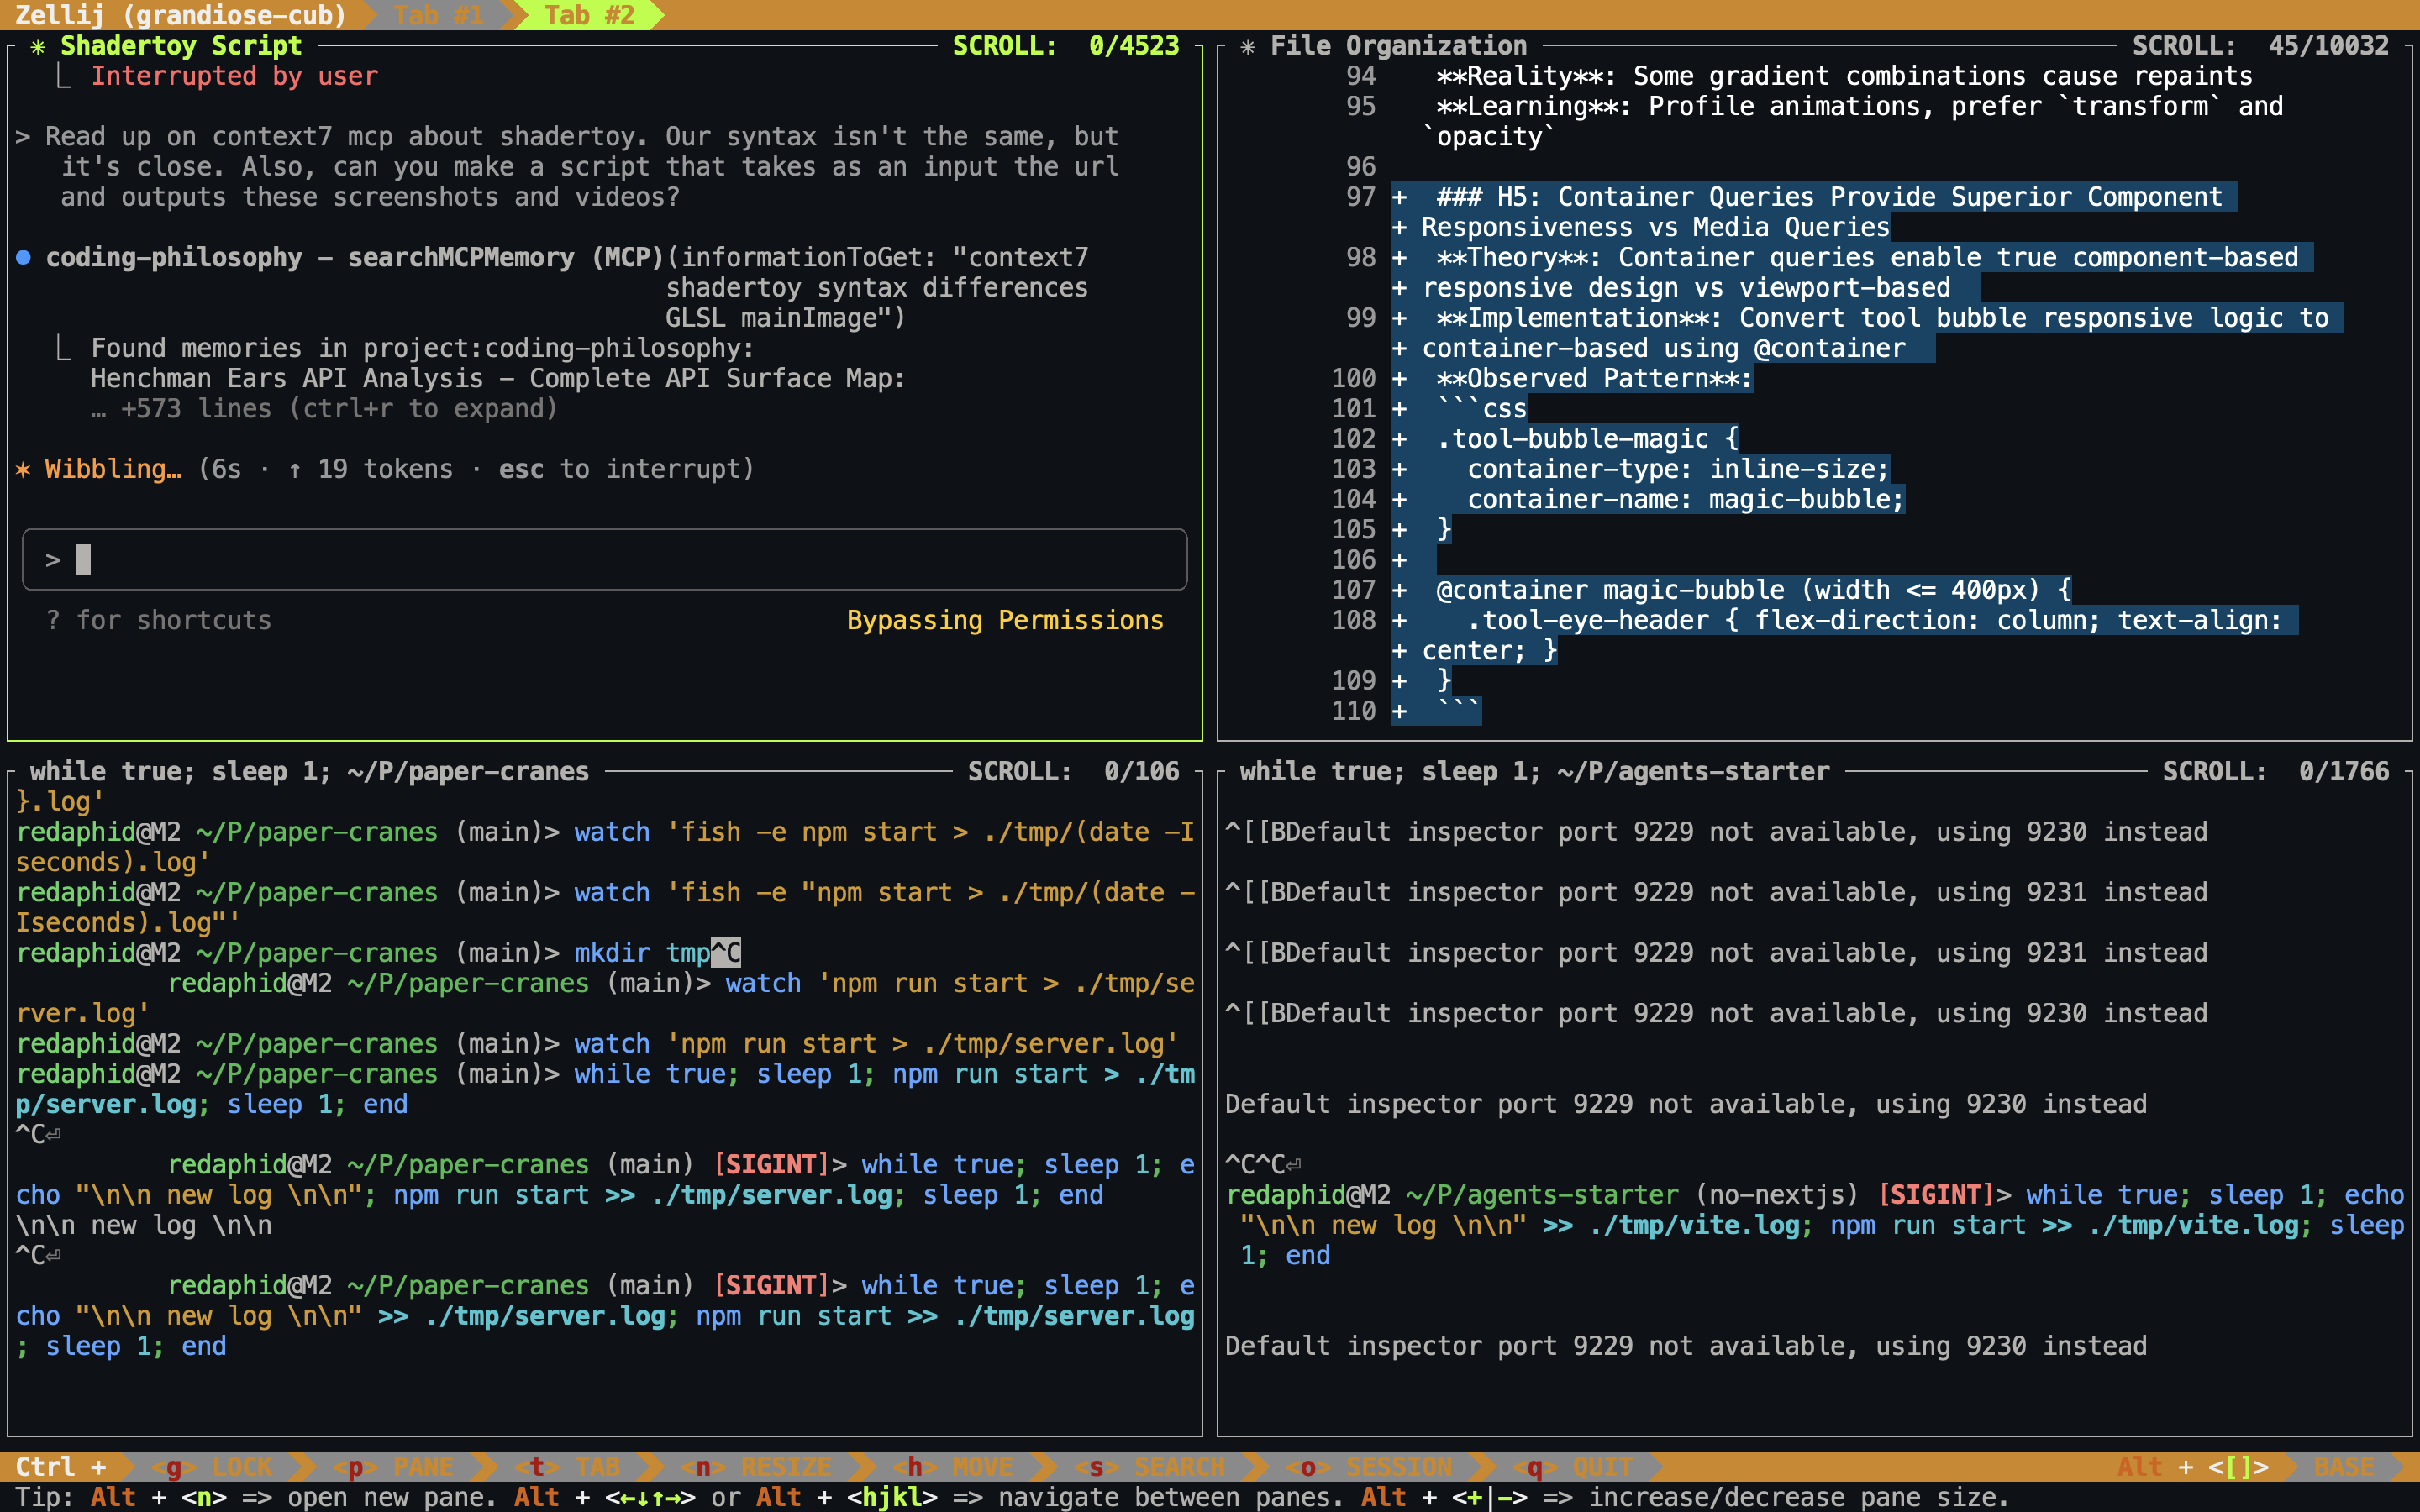 Zellij (grandiose-cub) Tab #1 Tab #2
✳ Shadertoy Script SCROLL: 0/4523
⎿ Interrupted by user
> Read up on context7 mcp about shadertoy. Our syntax isn't the same, but
it's close. Also, can you make a script that takes as an input the url
and outputs these screenshots and videos?
● coding-philosophy - searchMCPMemory (MCP)(informationToGet: "context7
shadertoy syntax differences
GLSL mainImage")
⎿ Found memories in project:coding-philosophy:
Henchman Ears API Analysis - Complete API Surface Map:
… +573 lines (ctrl+r to expand)
✶ Wibbling… (6s · ↑ 19 tokens · esc to interrupt)
>
? for shortcuts Bypassing Permissions
✳ File Organization SCROLL: 45/10032
94 **Reality**: Some gradient combinations cause repaints
95 **Learning**: Profile animations, prefer `transform` and
`opacity`
96
97 + ### H5: Container Queries Provide Superior Component
+ Responsiveness vs Media Queries
98 + **Theory**: Container queries enable true component-based
+ responsive design vs viewport-based
99 + **Implementation**: Convert tool bubble responsive logic to
+ container-based using @container
100 + **Observed Pattern**:
101 + ```css
102 + .tool-bubble-magic {
103 + container-type: inline-size;
104 + container-name: magic-bubble;
105 + }
106 +
107 + @container magic-bubble (width <= 400px) {
108 + .tool-eye-header { flex-direction: column; text-align:
+ center; }
109 + }
110 + ```
while true; sleep 1; ~/P/paper-cranes SCROLL: 0/106
}.log'
redaphid@M2 ~/P/paper-cranes (main)> watch 'fish -e npm start > ./tmp/(date -I
seconds).log'
redaphid@M2 ~/P/paper-cranes (main)> watch 'fish -e "npm start > ./tmp/(date -
Iseconds).log"'
redaphid@M2 ~/P/paper-cranes (main)> mkdir tmp^C
redaphid@M2 ~/P/paper-cranes (main)> watch 'npm run start > ./tmp/se
rver.log'
redaphid@M2 ~/P/paper-cranes (main)> watch 'npm run start > ./tmp/server.log'
redaphid@M2 ~/P/paper-cranes (main)> while true; sleep 1; npm run start > ./tm
p/server.log; sleep 1; end
^C⏎
redaphid@M2 ~/P/paper-cranes (main) [SIGINT]> while true; sleep 1; e
cho "\n\n new log \n\n"; npm run start >> ./tmp/server.log; sleep 1; end
\n\n new log \n\n
^C⏎
redaphid@M2 ~/P/paper-cranes (main) [SIGINT]> while true; sleep 1; e
cho "\n\n new log \n\n" >> ./tmp/server.log; npm run start >> ./tmp/server.log
; sleep 1; end
while true; sleep 1; ~/P/agents-starter SCROLL: 0/1766
^[[BDefault inspector port 9229 not available, using 9230 instead
^[[BDefault inspector port 9229 not available, using 9231 instead
^[[BDefault inspector port 9229 not available, using 9231 instead
^[[BDefault inspector port 9229 not available, using 9230 instead
Default inspector port 9229 not available, using 9230 instead
^C^C⏎
redaphid@M2 ~/P/agents-starter (no-nextjs) [SIGINT]> while true; sleep 1; echo
"\n\n new log \n\n" >> ./tmp/vite.log; npm run start >> ./tmp/vite.log; sleep
1; end
Default inspector port 9229 not available, using 9230 instead
Ctrl + <g> LOCK <p> PANE <t> TAB <n> RESIZE <h> MOVE <s> SEARCH <o> SESSION <q> QUIT Alt + <[]> BASE
Tip: Alt + <n> => open new pane. Alt + <←↓↑→> or Alt + <hjkl> => navigate between panes. Alt + <+|-> => increase/decrease pane size.